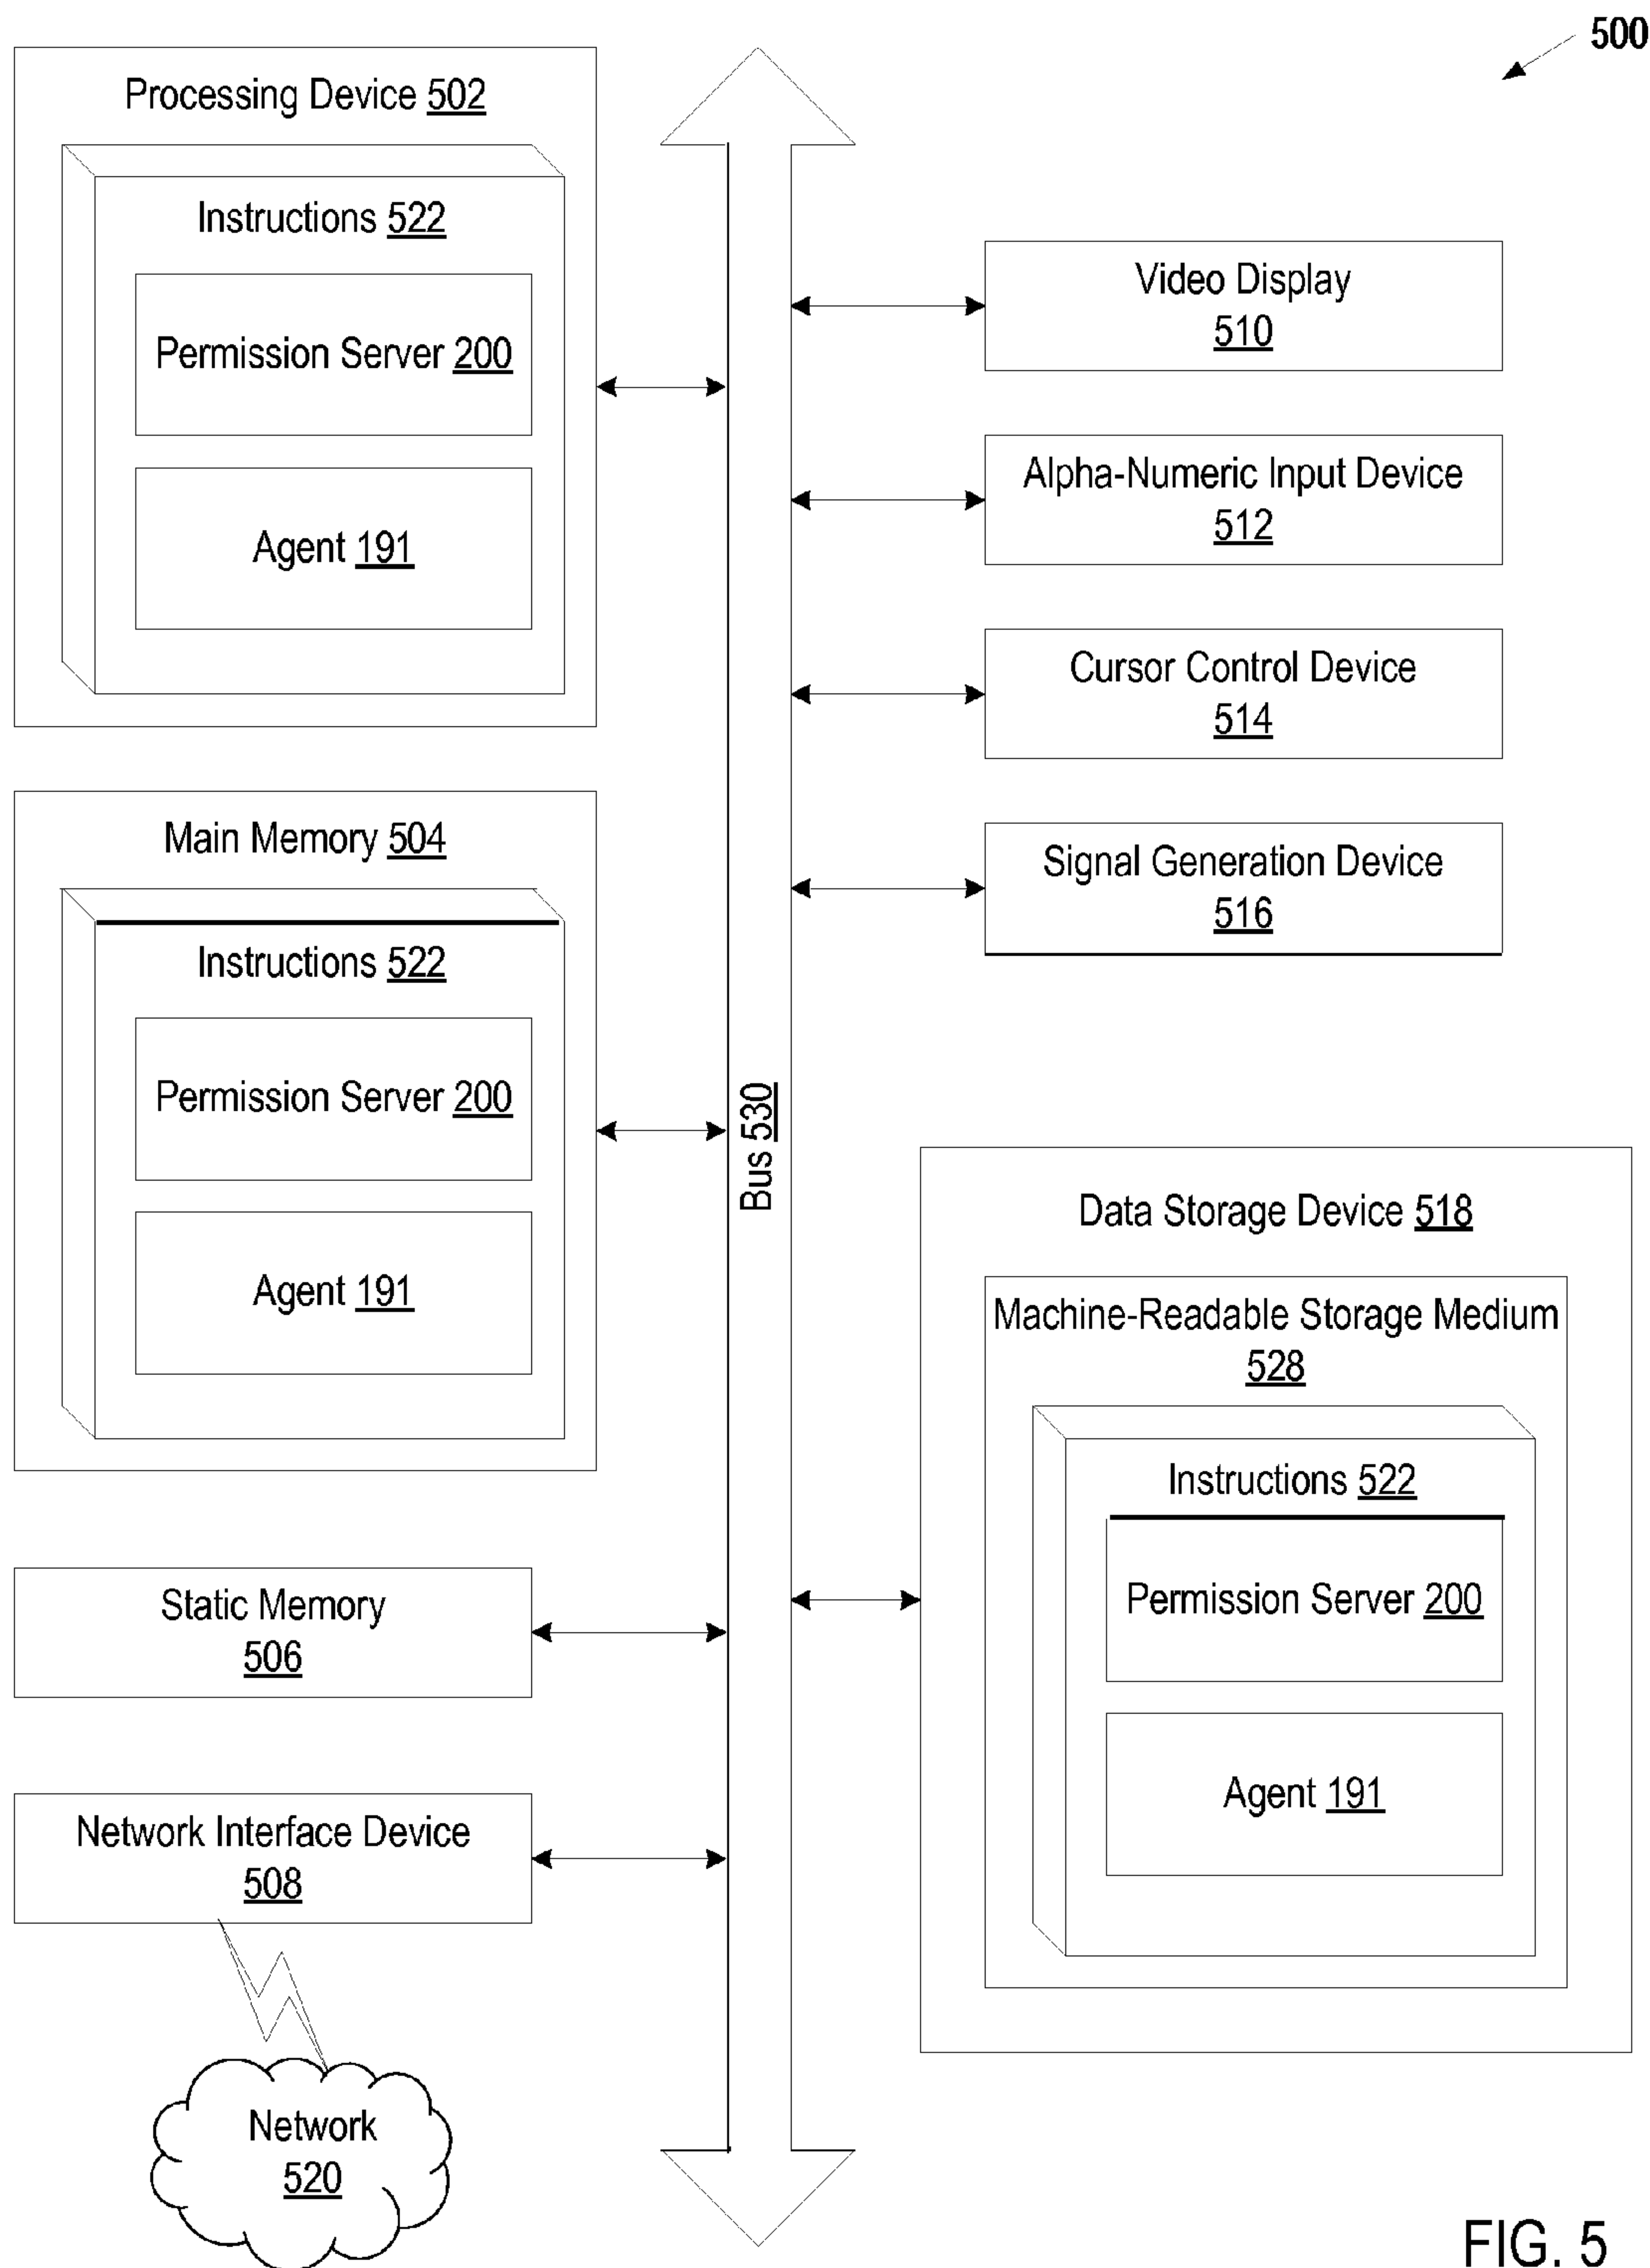 500
Processing Device 502
Instructions 522
Permission Server 200
Agent 191
Main Memory 504
Instructions 522
Permission Server 200
Agent 191
Static Memory
506
Network Interface Device
508
Network
520
Bus 530
Video Display
510
Alpha-Numeric Input Device
512
Cursor Control Device
514
Signal Generation Device
516
Data Storage Device 518
Machine-Readable Storage Medium
528
Instructions 522
Permission Server 200
Agent 191
FIG. 5